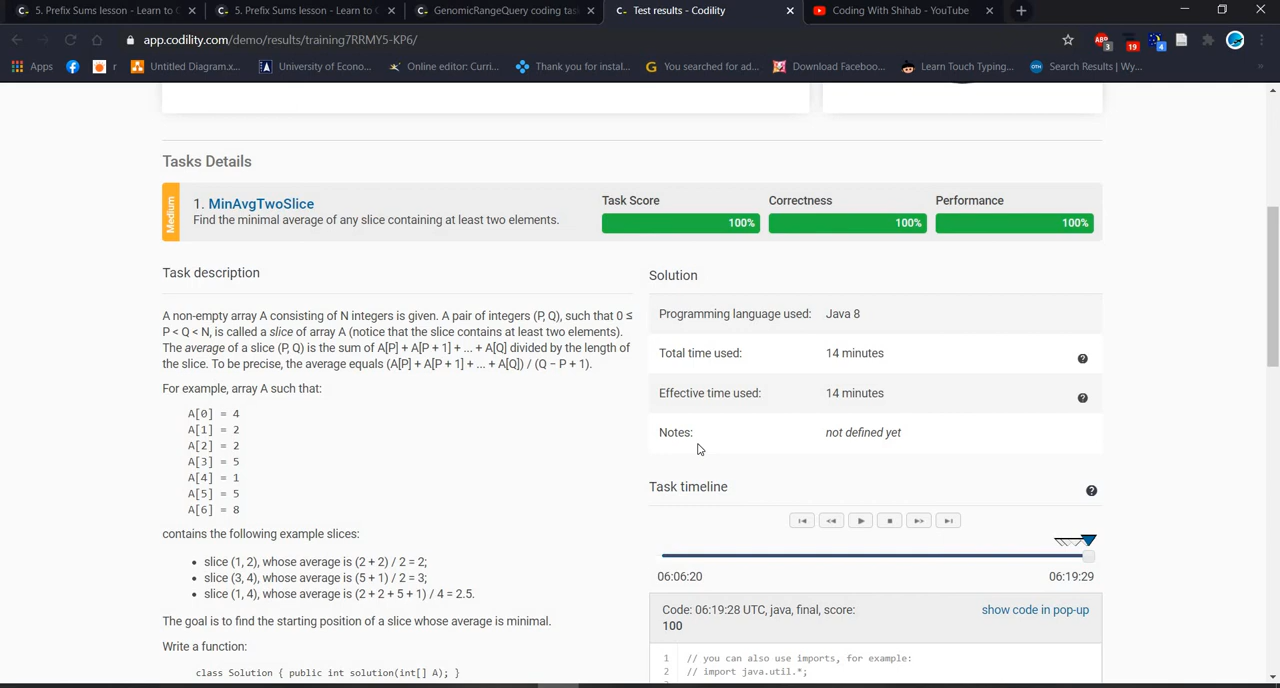 5. Prefix Sums lesson - Learn to C
5. Prefix Sums lesson - Learn to C
GenomicRangeQuery coding tas
Test results - Codility
Coding With Shihab - YouTube
app.codility.com/demo/results/training7RRMY5-KP6/
ABP 3 19 4
Apps
r
Untitled Diagram.x...
University of Econo...
Online editor: Curri...
Thank you for instal...
You searched for ad...
Download Faceboo...
Learn Touch Typing...
Search Results | Wy...
Tasks Details
Medium
1. MinAvgTwoSlice
Find the minimal average of any slice containing at least two elements.
Task Score Correctness Performance
100% 100% 100%
Task description
A non-empty array A consisting of N integers is given. A pair of integers (P, Q), such that 0 ≤
P < Q < N, is called a slice of array A (notice that the slice contains at least two elements).
The average of a slice (P, Q) is the sum of A[P] + A[P + 1] + ... + A[Q] divided by the length of
the slice. To be precise, the average equals (A[P] + A[P + 1] + ... + A[Q]) / (Q − P + 1).
For example, array A such that:
A[0] = 4
A[1] = 2
A[2] = 2
A[3] = 5
A[4] = 1
A[5] = 5
A[6] = 8
contains the following example slices:
• slice (1, 2), whose average is (2 + 2) / 2 = 2;
• slice (3, 4), whose average is (5 + 1) / 2 = 3;
• slice (1, 4), whose average is (2 + 2 + 5 + 1) / 4 = 2.5.
The goal is to find the starting position of a slice whose average is minimal.
Write a function:
class Solution { public int solution(int[] A); }
Solution
Programming language used: Java 8
Total time used: 14 minutes
Effective time used: 14 minutes
Notes: not defined yet
Task timeline
06:06:20 06:19:29
Code: 06:19:28 UTC, java, final, score:
100
show code in pop-up
1 // you can also use imports, for example:
2 // import java.util.*;